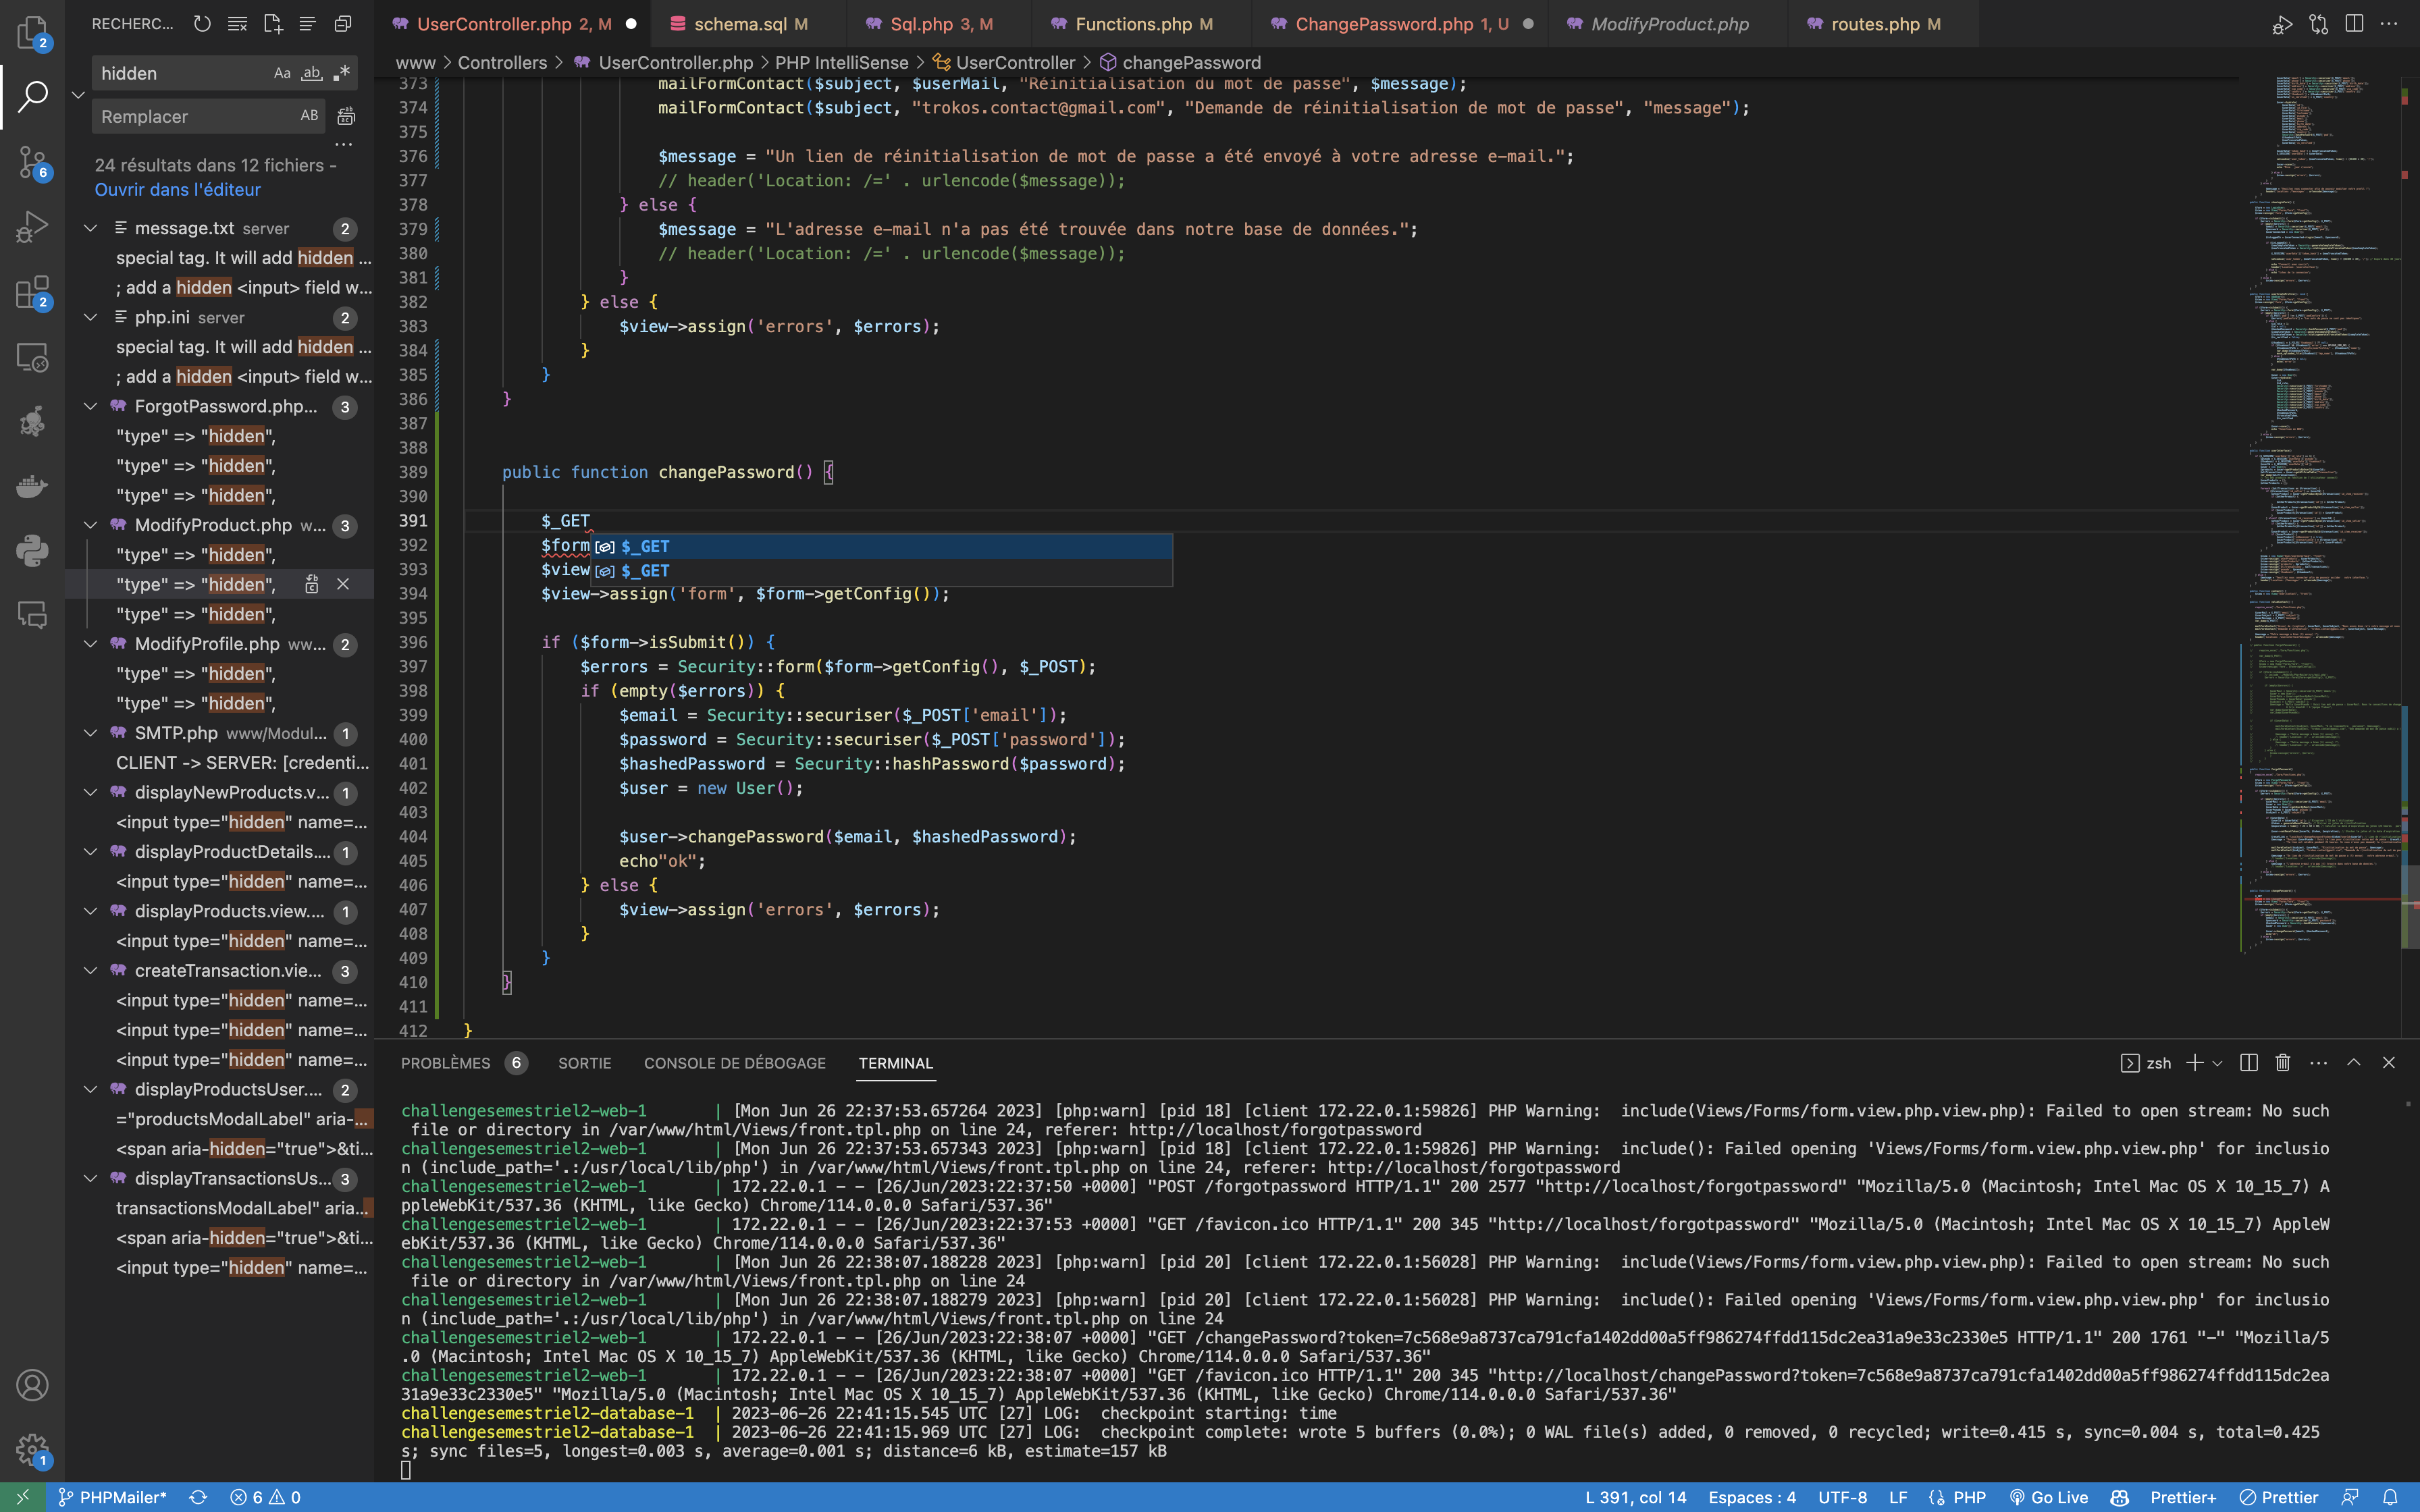 RECHERC...
UserController.php 2, M
schema.sql M
Sql.php 3, M
Functions.php M
ChangePassword.php 1, U
ModifyProduct.php
routes.php M
www > Controllers > UserController.php > PHP IntelliSense > UserController > changePassword
hidden
Aa ab .*
Remplacer
AB
24 résultats dans 12 fichiers -
Ouvrir dans l'éditeur
message.txt server 2
special tag. It will add hidden ...
; add a hidden <input> field w...
php.ini server 2
special tag. It will add hidden ...
; add a hidden <input> field w...
ForgotPassword.php... 3
"type" => "hidden",
"type" => "hidden",
"type" => "hidden",
ModifyProduct.php w... 3
"type" => "hidden",
"type" => "hidden",
"type" => "hidden",
ModifyProfile.php ww... 2
"type" => "hidden",
"type" => "hidden",
SMTP.php www/Modul... 1
CLIENT -> SERVER: [credenti...
displayNewProducts.v... 1
<input type="hidden" name=...
displayProductDetails.... 1
<input type="hidden" name=...
displayProducts.view.... 1
<input type="hidden" name=...
createTransaction.vie... 3
<input type="hidden" name=...
<input type="hidden" name=...
<input type="hidden" name=...
displayProductsUser.... 2
="productsModalLabel" aria-...
<span aria-hidden="true">&ti...
displayTransactionsUs... 3
transactionsModalLabel" aria...
<span aria-hidden="true">&ti...
<input type="hidden" name=...
373 mailFormContact($subject, $userMail, "Réinitialisation du mot de passe", $message);
374 mailFormContact($subject, "trokos.contact@gmail.com", "Demande de réinitialisation de mot de passe", "message");
375
376 $message = "Un lien de réinitialisation de mot de passe a été envoyé à votre adresse e-mail.";
377 // header('Location: /=' . urlencode($message));
378 } else {
379 $message = "L'adresse e-mail n'a pas été trouvée dans notre base de données.";
380 // header('Location: /=' . urlencode($message));
381 }
382 } else {
383 $view->assign('errors', $errors);
384 }
385 }
386 }
387
388
389 public function changePassword() {
390
391 $_GET
392 $form $_GET
393 $view $_GET
394 $view->assign('form', $form->getConfig());
395
396 if ($form->isSubmit()) {
397 $errors = Security::form($form->getConfig(), $_POST);
398 if (empty($errors)) {
399 $email = Security::securiser($_POST['email']);
400 $password = Security::securiser($_POST['password']);
401 $hashedPassword = Security::hashPassword($password);
402 $user = new User();
403
404 $user->changePassword($email, $hashedPassword);
405 echo"ok";
406 } else {
407 $view->assign('errors', $errors);
408 }
409 }
410 }
411
412 }
PROBLÈMES 6 SORTIE CONSOLE DE DÉBOGAGE TERMINAL
zsh
challengesemestriel2-web-1 | [Mon Jun 26 22:37:53.657264 2023] [php:warn] [pid 18] [client 172.22.0.1:59826] PHP Warning: include(Views/Forms/form.view.php.view.php): Failed to open stream: No such
file or directory in /var/www/html/Views/front.tpl.php on line 24, referer: http://localhost/forgotpassword
challengesemestriel2-web-1 | [Mon Jun 26 22:37:53.657343 2023] [php:warn] [pid 18] [client 172.22.0.1:59826] PHP Warning: include(): Failed opening 'Views/Forms/form.view.php.view.php' for inclusio
n (include_path='.:/usr/local/lib/php') in /var/www/html/Views/front.tpl.php on line 24, referer: http://localhost/forgotpassword
challengesemestriel2-web-1 | 172.22.0.1 - - [26/Jun/2023:22:37:50 +0000] "POST /forgotpassword HTTP/1.1" 200 2577 "http://localhost/forgotpassword" "Mozilla/5.0 (Macintosh; Intel Mac OS X 10_15_7) A
ppleWebKit/537.36 (KHTML, like Gecko) Chrome/114.0.0.0 Safari/537.36"
challengesemestriel2-web-1 | 172.22.0.1 - - [26/Jun/2023:22:37:53 +0000] "GET /favicon.ico HTTP/1.1" 200 345 "http://localhost/forgotpassword" "Mozilla/5.0 (Macintosh; Intel Mac OS X 10_15_7) AppleW
ebKit/537.36 (KHTML, like Gecko) Chrome/114.0.0.0 Safari/537.36"
challengesemestriel2-web-1 | [Mon Jun 26 22:38:07.188228 2023] [php:warn] [pid 20] [client 172.22.0.1:56028] PHP Warning: include(Views/Forms/form.view.php.view.php): Failed to open stream: No such
file or directory in /var/www/html/Views/front.tpl.php on line 24
challengesemestriel2-web-1 | [Mon Jun 26 22:38:07.188279 2023] [php:warn] [pid 20] [client 172.22.0.1:56028] PHP Warning: include(): Failed opening 'Views/Forms/form.view.php.view.php' for inclusio
n (include_path='.:/usr/local/lib/php') in /var/www/html/Views/front.tpl.php on line 24
challengesemestriel2-web-1 | 172.22.0.1 - - [26/Jun/2023:22:38:07 +0000] "GET /changePassword?token=7c568e9a8737ca791cfa1402dd00a5ff986274ffdd115dc2ea31a9e33c2330e5 HTTP/1.1" 200 1761 "-" "Mozilla/5
.0 (Macintosh; Intel Mac OS X 10_15_7) AppleWebKit/537.36 (KHTML, like Gecko) Chrome/114.0.0.0 Safari/537.36"
challengesemestriel2-web-1 | 172.22.0.1 - - [26/Jun/2023:22:38:07 +0000] "GET /favicon.ico HTTP/1.1" 200 345 "http://localhost/changePassword?token=7c568e9a8737ca791cfa1402dd00a5ff986274ffdd115dc2ea
31a9e33c2330e5" "Mozilla/5.0 (Macintosh; Intel Mac OS X 10_15_7) AppleWebKit/537.36 (KHTML, like Gecko) Chrome/114.0.0.0 Safari/537.36"
challengesemestriel2-database-1 | 2023-06-26 22:41:15.545 UTC [27] LOG: checkpoint starting: time
challengesemestriel2-database-1 | 2023-06-26 22:41:15.969 UTC [27] LOG: checkpoint complete: wrote 5 buffers (0.0%); 0 WAL file(s) added, 0 removed, 0 recycled; write=0.415 s, sync=0.004 s, total=0.425
s; sync files=5, longest=0.003 s, average=0.001 s; distance=6 kB, estimate=157 kB
PHPMailer* 6 0
L 391, col 14 Espaces : 4 UTF-8 LF PHP Go Live Prettier+ Prettier
2
6
2
1